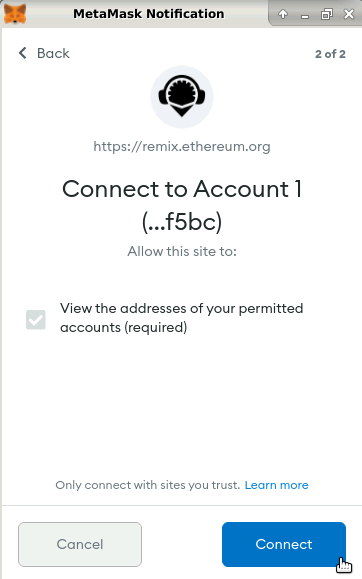 MetaMask Notification
Back
2 of 2
https://remix.ethereum.org
Connect to Account 1
(...f5bc)
Allow this site to:
View the addresses of your permitted
accounts (required)
Only connect with sites you trust. Learn more
Cancel
Connect